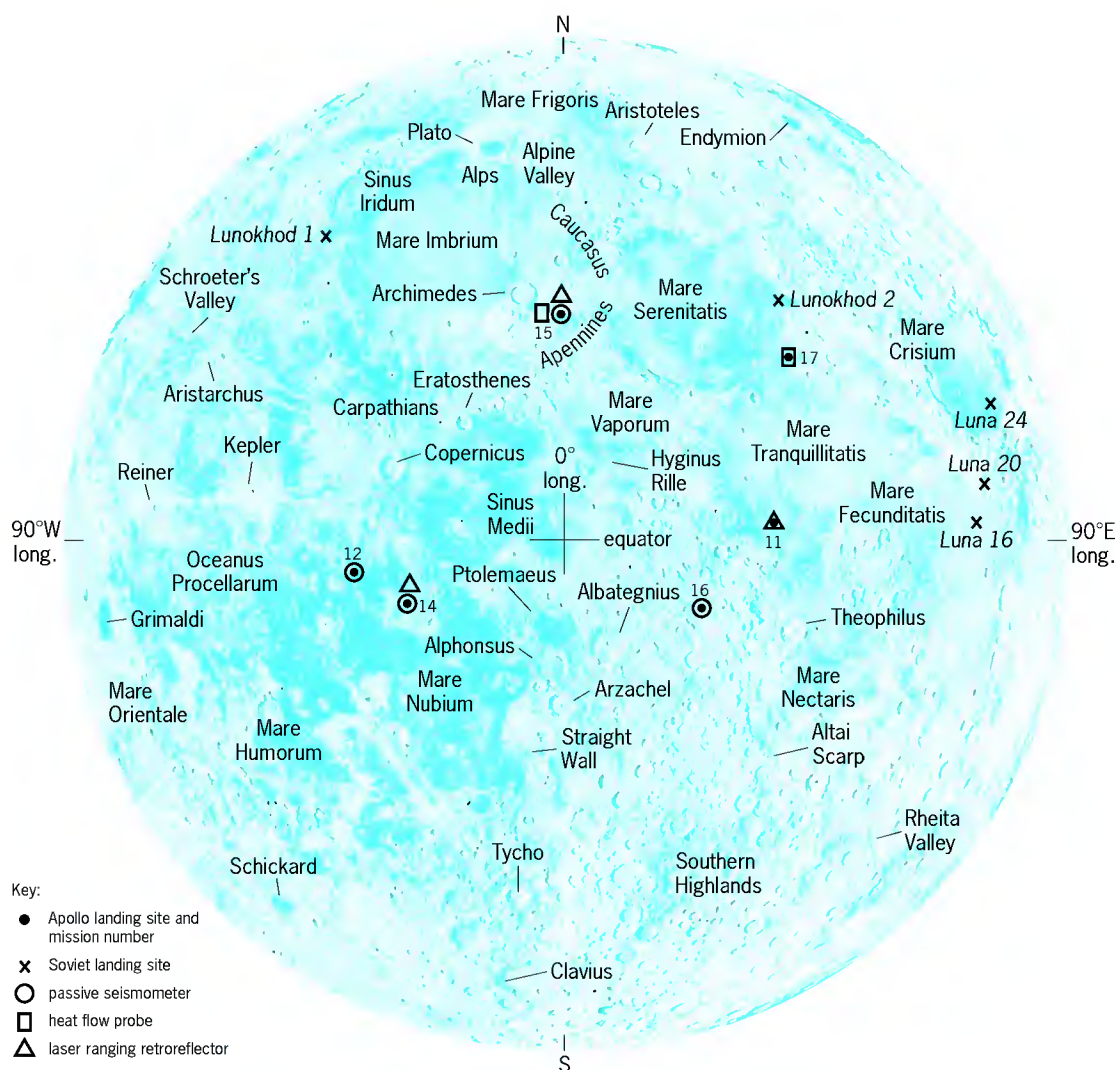 N
Mare Frigoris
Aristoteles
Endymion
Plato
Alpine
Valley
Alps
Sinus
Iridum
Caucasus
Lunokhod 1
Mare Imbrium
Schroeter's
Valley
Archimedes
Mare
Serenitatis
Lunokhod 2
15
Apennines
Mare
Crisium
17
Eratosthenes
Aristarchus
Carpathians
Mare
Vaporum
Luna 24
Mare
Tranquillitatis
Kepler
Copernicus
0°
long.
Hyginus
Rille
Luna 20
Reiner
Sinus
Medii
Mare
Fecunditatis
90°W
long.
equator
11
Luna 16
90°E
long.
Oceanus
Procellarum
12
Ptolemaeus
Albategnius
16
14
Grimaldi
Theophilus
Alphonsus
Mare
Orientale
Mare
Nubium
Arzachel
Mare
Nectaris
Mare
Humorum
Straight
Wall
Altai
Scarp
Rheita
Valley
Schickard
Tycho
Southern
Highlands
Clavius
S
Key:
Apollo landing site and
mission number
Soviet landing site
passive seismometer
heat flow probe
laser ranging retroreflector